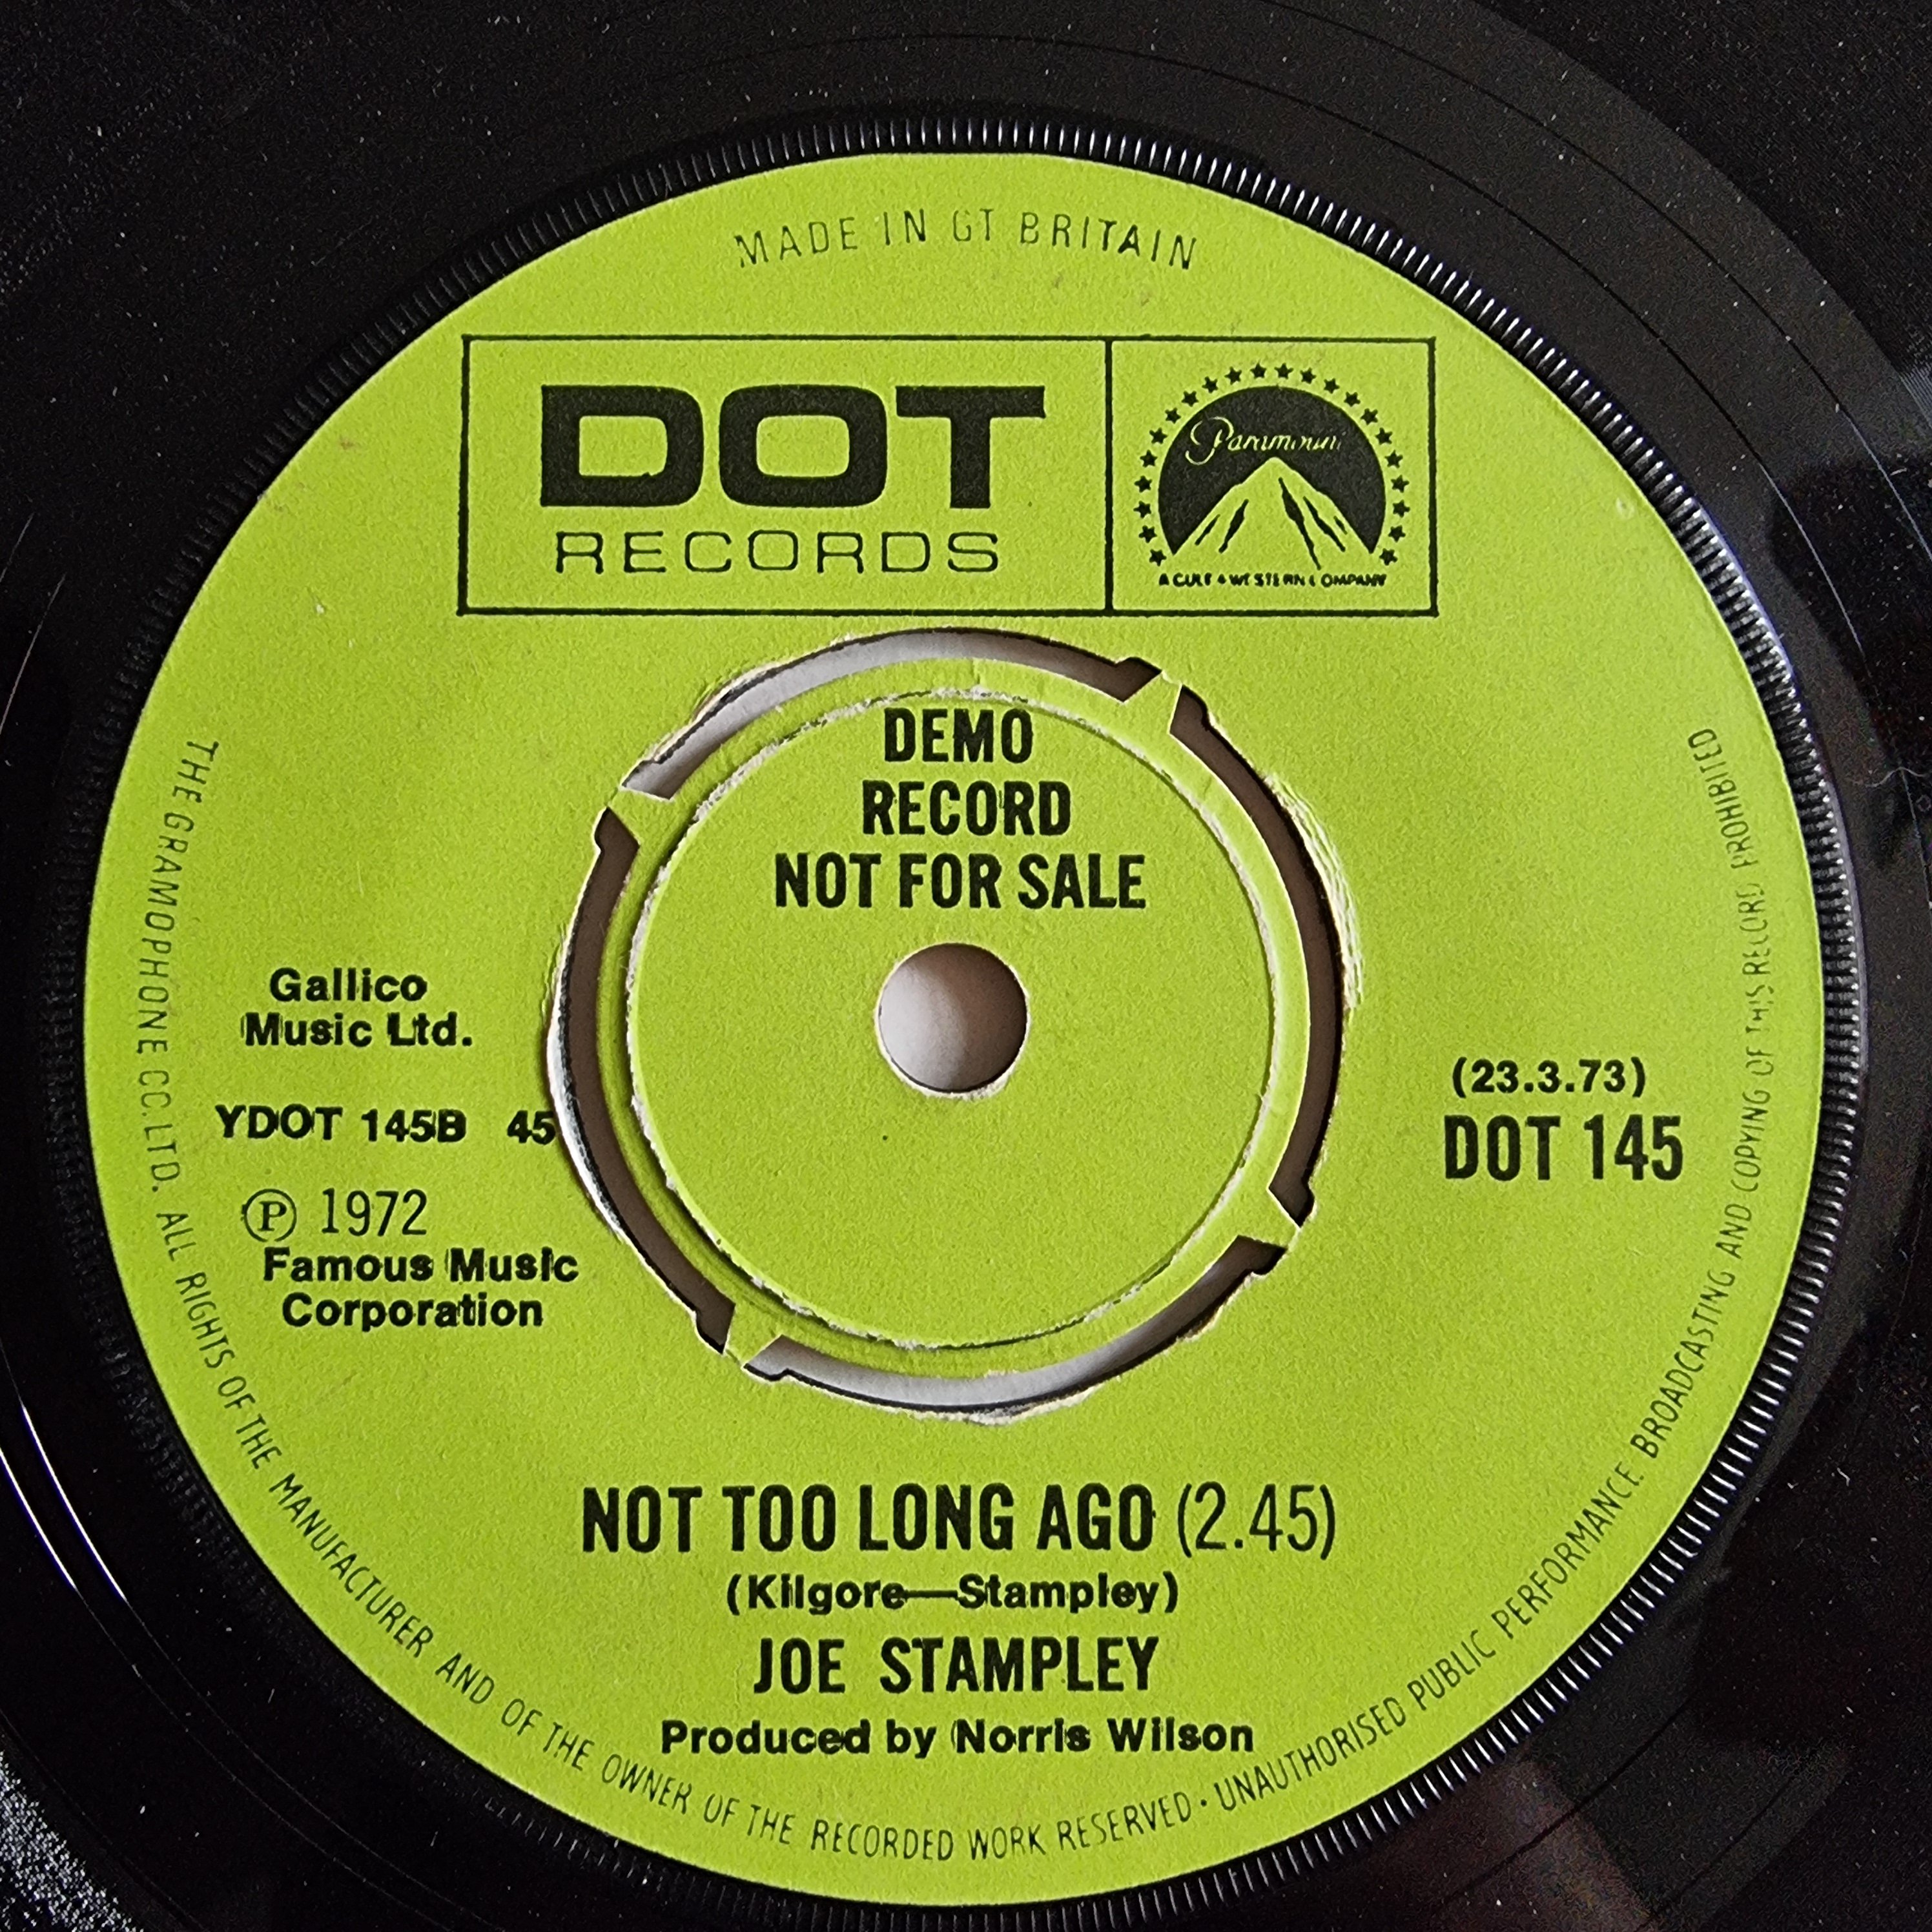 MADE IN GT BRITAIN
DOT
RECORDS
Paramount
A GULF + WESTERN COMPANY
DEMO
RECORD
NOT FOR SALE
Gallico
Music Ltd.
YDOT 145B 45
Ⓟ 1972
Famous Music
Corporation
(23.3.73)
DOT 145
NOT TOO LONG AGO (2.45)
(Kilgore—Stampley)
JOE STAMPLEY
Produced by Norris Wilson
THE GRAMOPHONE CO. LTD. ALL RIGHTS OF THE MANUFACTURER AND OF THE OWNER OF THE RECORDED WORK RESERVED · UNAUTHORISED PUBLIC PERFORMANCE. BROADCASTING AND COPYING OF THIS RECORD PROHIBITED